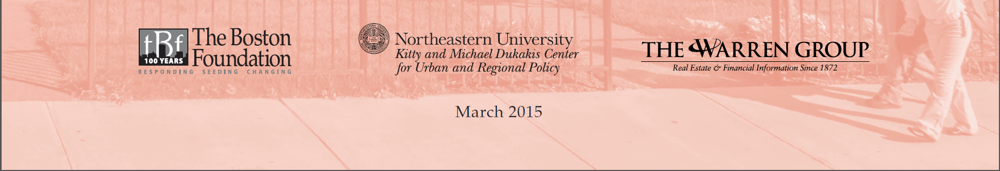 tBf
100 YEARS
The Boston
Foundation
RESPONDING SEEDING CHANGING
Northeastern University
Kitty and Michael Dukakis Center
for Urban and Regional Policy
THE WARREN GROUP
Real Estate & Financial Information Since 1872
March 2015